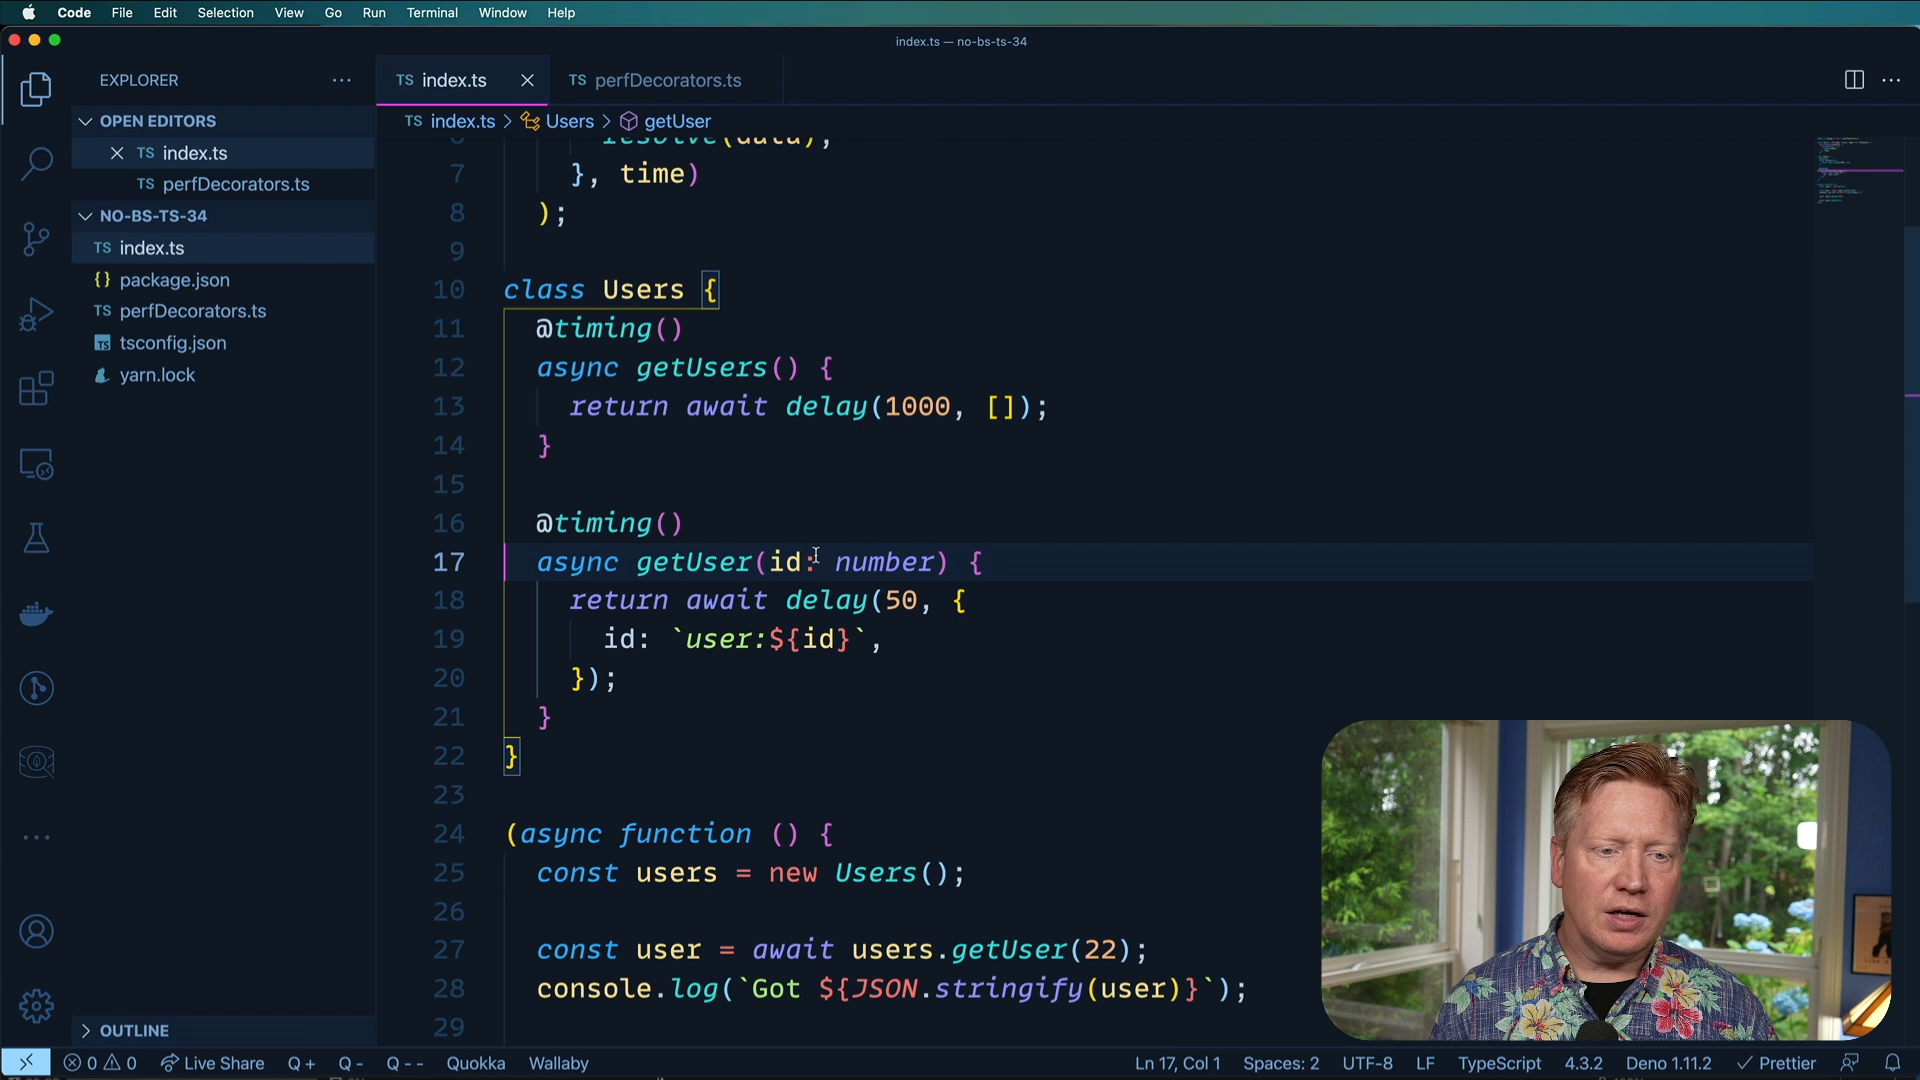 Code File Edit Selection View Go Run Terminal Window Help
index.ts — no-bs-ts-34
EXPLORER
TS index.ts
TS perfDecorators.ts
OPEN EDITORS
TS index.ts
TS perfDecorators.ts
NO-BS-TS-34
TS index.ts
{} package.json
TS perfDecorators.ts
TS tsconfig.json
yarn.lock
OUTLINE
TS index.ts > Users > getUser
6 resolve(data);
7 }, time)
8 );
9
10 class Users {
11 @timing()
12 async getUsers() {
13 return await delay(1000, []);
14 }
15
16 @timing()
17 async getUser(id: number) {
18 return await delay(50, {
19 id: `user:${id}`,
20 });
21 }
22 }
23
24 (async function () {
25 const users = new Users();
26
27 const user = await users.getUser(22);
28 console.log(`Got ${JSON.stringify(user)}`);
29
0 0 Live Share Q+ Q- Q-- Quokka Wallaby
Ln 17, Col 1 Spaces: 2 UTF-8 LF TypeScript 4.3.2 Deno 1.11.2 Prettier